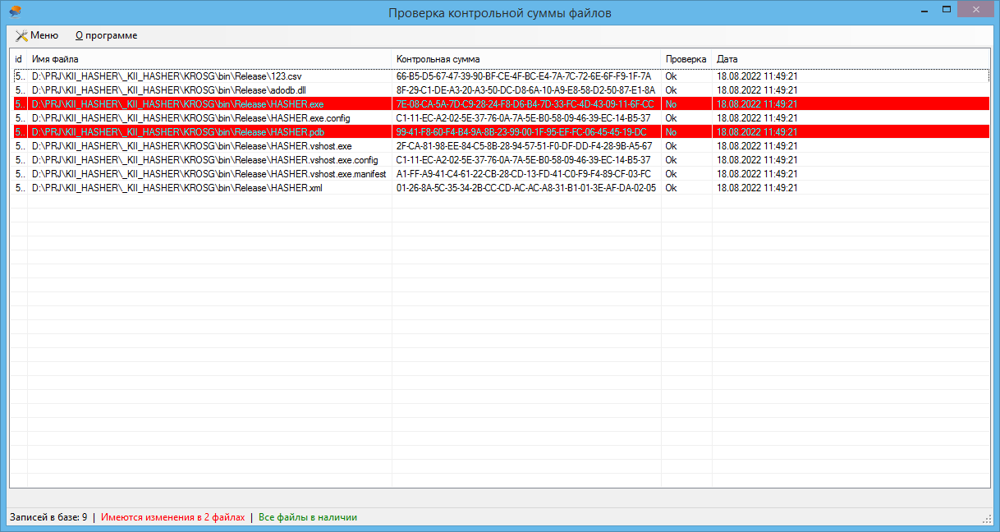 Проверка контрольной суммы файлов
Меню О программе
id Имя файла Контрольная сумма Проверка Дата
5.. D:\PRJ\KII_HASHER\_KII_HASHER\KROSG\bin\Release\123.csv 66-B5-D5-67-47-39-90-BF-CE-4F-BC-E4-7A-7C-72-6E-6F-F9-1F-7A Ok 18.08.2022 11:49:21
5.. D:\PRJ\KII_HASHER\_KII_HASHER\KROSG\bin\Release\adodb.dll 8F-29-C1-DE-A3-20-A3-50-DC-D8-6A-10-A9-E8-58-D2-50-87-E1-8A Ok 18.08.2022 11:49:21
5.. D:\PRJ\KII_HASHER\_KII_HASHER\KROSG\bin\Release\HASHER.exe 7E-08-CA-5A-7D-C9-28-24-F8-D6-B4-7D-33-FC-4D-43-09-11-6F-CC No 18.08.2022 11:49:21
5.. D:\PRJ\KII_HASHER\_KII_HASHER\KROSG\bin\Release\HASHER.exe.config C1-11-EC-A2-02-5E-37-76-0A-7A-5E-B0-58-09-46-39-EC-14-B5-37 Ok 18.08.2022 11:49:21
5.. D:\PRJ\KII_HASHER\_KII_HASHER\KROSG\bin\Release\HASHER.pdb 99-41-F8-60-F4-B4-9A-8B-23-99-00-1F-95-EF-FC-06-45-45-19-DC No 18.08.2022 11:49:21
5.. D:\PRJ\KII_HASHER\_KII_HASHER\KROSG\bin\Release\HASHER.vshost.exe 2F-CA-81-98-EE-84-C5-8B-28-94-57-51-F0-DF-DD-F4-28-9B-A5-67 Ok 18.08.2022 11:49:21
5.. D:\PRJ\KII_HASHER\_KII_HASHER\KROSG\bin\Release\HASHER.vshost.exe.config C1-11-EC-A2-02-5E-37-76-0A-7A-5E-B0-58-09-46-39-EC-14-B5-37 Ok 18.08.2022 11:49:21
5.. D:\PRJ\KII_HASHER\_KII_HASHER\KROSG\bin\Release\HASHER.vshost.exe.manifest A1-FF-A9-41-C4-61-22-CB-28-CD-13-FD-41-C0-F9-F4-89-CF-03-FC Ok 18.08.2022 11:49:21
5.. D:\PRJ\KII_HASHER\_KII_HASHER\KROSG\bin\Release\HASHER.xml 01-26-8A-5C-35-34-2B-CC-CD-AC-AC-A8-31-B1-01-3E-AF-DA-02-05 Ok 18.08.2022 11:49:21
Записей в базе: 9 | Имеются изменения в 2 файлах | Все файлы в наличии